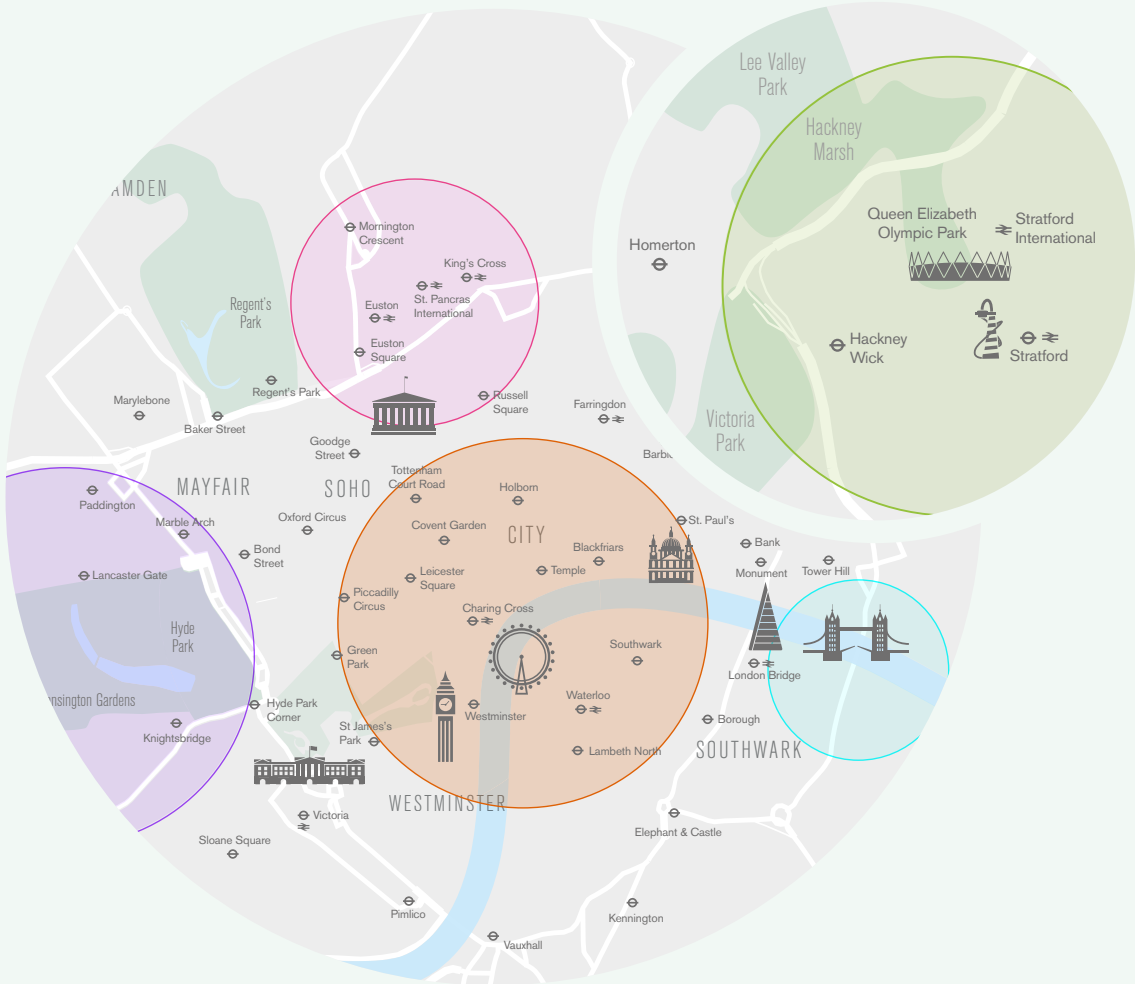 Lee Valley
Park
Hackney
Marsh
AMDEN
Queen Elizabeth
Olympic Park
Stratford
International
Mornington
Crescent
Homerton
King's Cross
St. Pancras
International
Regent's
Park
Euston
Euston
Square
Hackney
Wick
Stratford
Regent's Park
Marylebone
Baker Street
Russell
Square
Farringdon
Victoria
Park
Goodge
Street
Barbi
Tottenham
Court Road
MAYFAIR
SOHO
Holborn
Paddington
Marble Arch
Oxford Circus
Covent Garden
CITY
St. Paul's
Bond
Street
Blackfriars
Bank
Lancaster Gate
Leicester
Square
Temple
Monument
Tower Hill
Piccadilly
Circus
Charing Cross
Hyde
Park
Green
Park
Southwark
London Bridge
nsington Gardens
Hyde Park
Corner
Waterloo
Westminster
Borough
Knightsbridge
St James's
Park
Lambeth North
SOUTHWARK
WESTMINSTER
Victoria
Elephant & Castle
Sloane Square
Pimlico
Kennington
Vauxhall